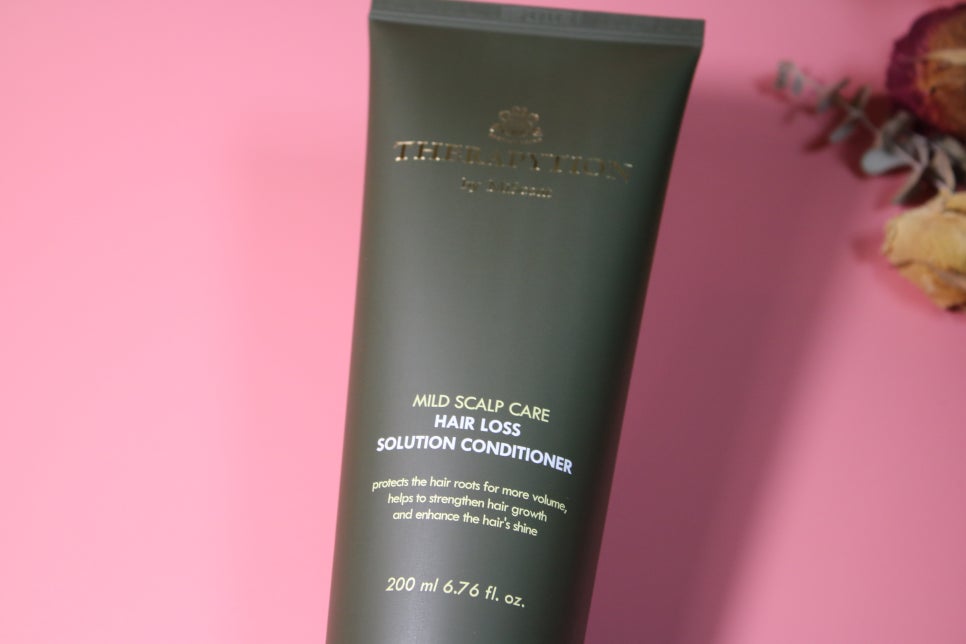 THERAPYTION
MILD SCALP CARE
HAIR LOSS
SOLUTION CONDITIONER
protects the hair roots for more volume,
helps to strengthen hair growth
and enhance the hair's shine
200 ml 6.76 fl. oz.